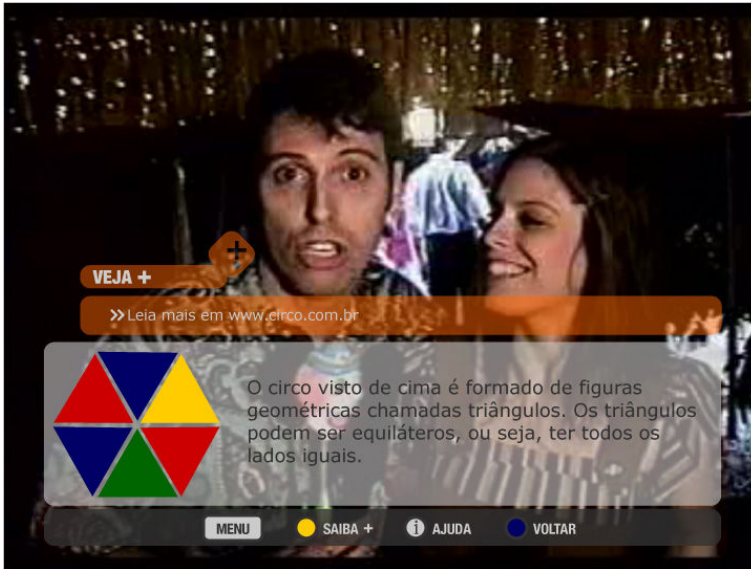 VEJA +
Leia mais em www.circo.com.br
O circo visto de cima é formado de figuras
geométricas chamadas triângulos. Os triângulos
podem ser equiláteros, ou seja, ter todos os
lados iguais.
MENU SAIBA + i AJUDA VOLTAR